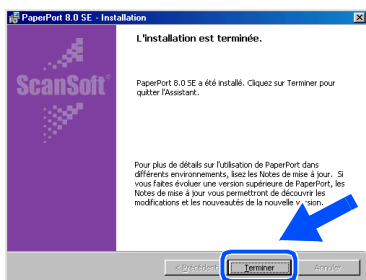 PaperPort 8.0 SE - Installation
L'installation est terminée.
ScanSoft®
PaperPort 8.0 SE a été installé. Cliquez sur Terminer pour
quitter l'Assistant.
Pour plus de détails sur l'utilisation de PaperPort dans
différents environnements, lisez les Notes de mise à jour. Si
vous faites évoluer une version supérieure de PaperPort, les
Notes de mise à jour vous permettront de découvrir les
modifications et les nouveautés de la nouvelle version.
< Précédent Terminer Annuler